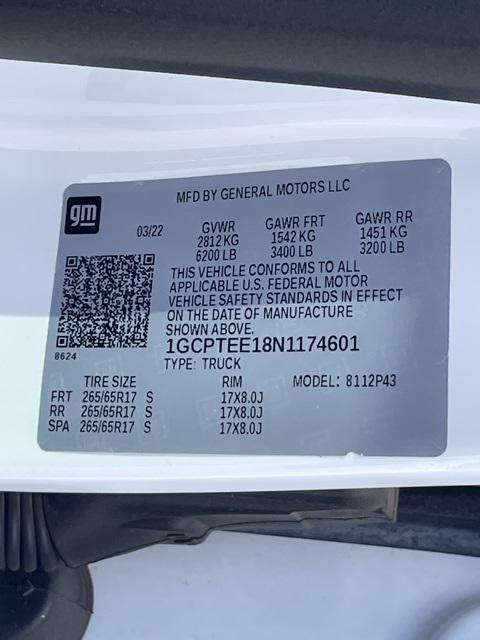 gm
MFD BY GENERAL MOTORS LLC
03/22 GVWR GAWR FRT GAWR RR
2812 KG 1542 KG 1451 KG
6200 LB 3400 LB 3200 LB
THIS VEHICLE CONFORMS TO ALL
APPLICABLE U.S. FEDERAL MOTOR
VEHICLE SAFETY STANDARDS IN EFFECT
ON THE DATE OF MANUFACTURE
SHOWN ABOVE.
8624
1GCPTEE18N1174601
TYPE: TRUCK
TIRE SIZE RIM MODEL: 8112P43
FRT 265/65R17 S 17X8.0J
RR 265/65R17 S 17X8.0J
SPA 265/65R17 S 17X8.0J